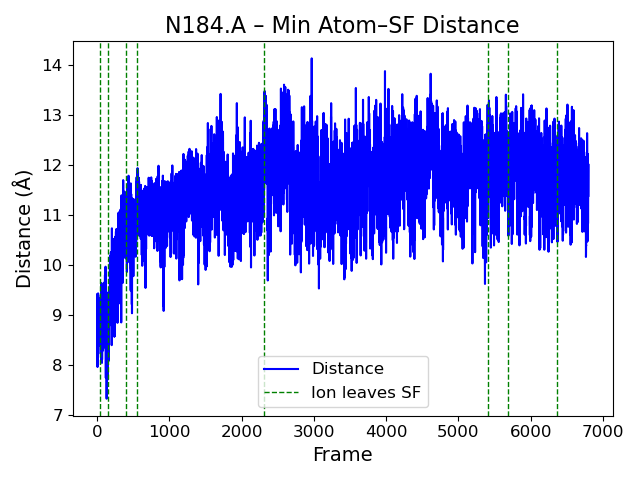 N184.A – Min Atom–SF Distance
Distance (Å)
14
13
12
11
10
9
8
7
Distance
Ion leaves SF
0 1000 2000 3000 4000 5000 6000 7000
Frame